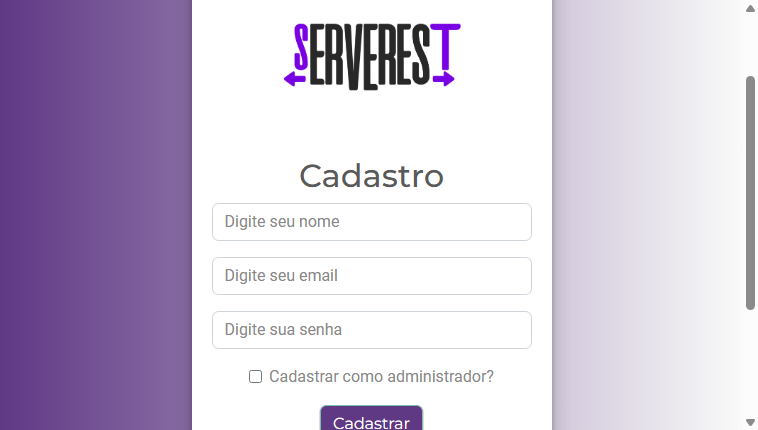 SERVEREST
Cadastro
Digite seu nome
Digite seu email
Digite sua senha
Cadastrar como administrador?
Cadastrar